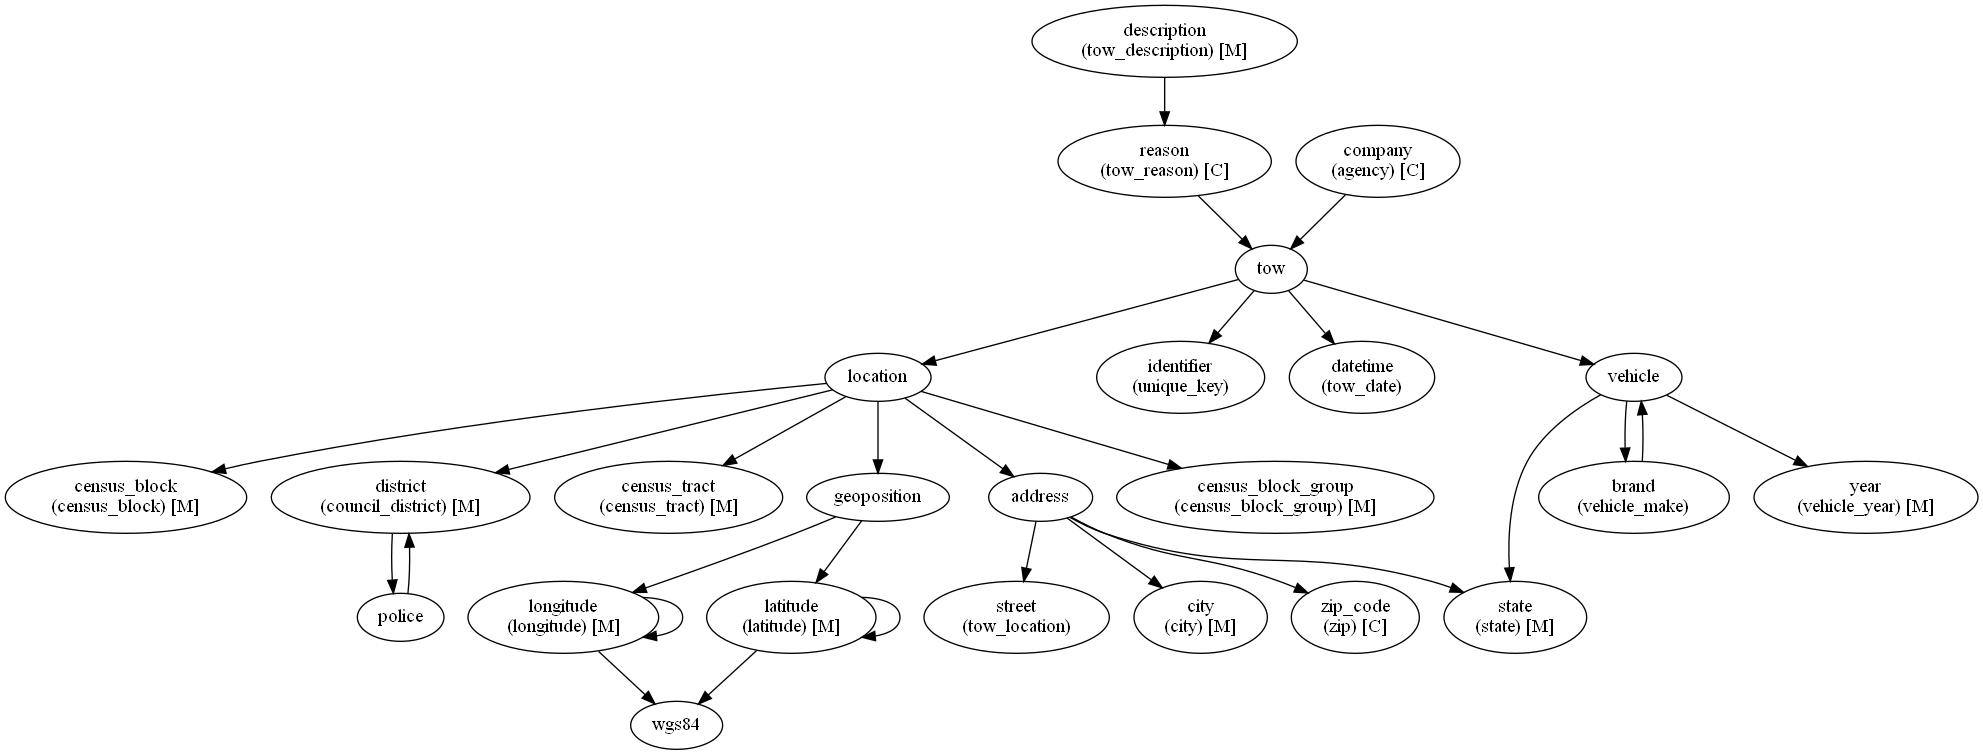 description
(tow_description) [M]
reason
(tow_reason) [C]
company
(agency) [C]
tow
location
identifier
(unique_key)
datetime
(tow_date)
vehicle
census_block
(census_block) [M]
district
(council_district) [M]
census_tract
(census_tract) [M]
geoposition
address
census_block_group
(census_block_group) [M]
brand
(vehicle_make)
year
(vehicle_year) [M]
police
longitude
(longitude) [M]
latitude
(latitude) [M]
street
(tow_location)
city
(city) [M]
zip_code
(zip) [C]
state
(state) [M]
wgs84